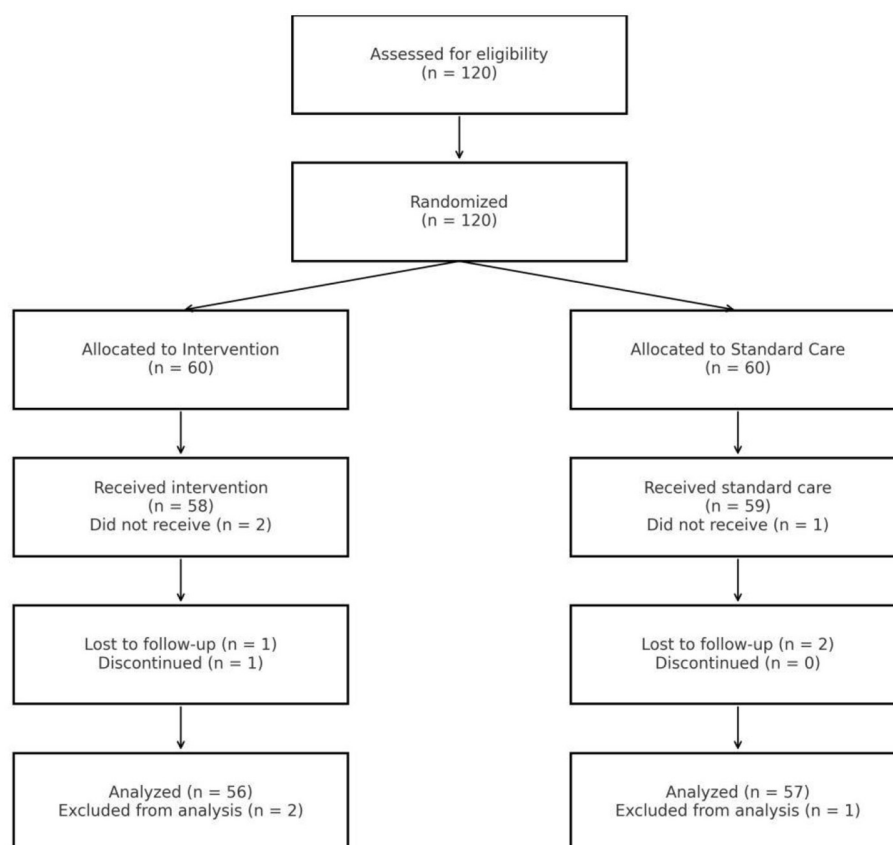 Assessed for eligibility
(n = 120)
Randomized
(n = 120)
Allocated to Intervention
(n = 60)
Allocated to Standard Care
(n = 60)
Received intervention
(n = 58)
Did not receive (n = 2)
Received standard care
(n = 59)
Did not receive (n = 1)
Lost to follow-up (n = 1)
Discontinued (n = 1)
Lost to follow-up (n = 2)
Discontinued (n = 0)
Analyzed (n = 56)
Excluded from analysis (n = 2)
Analyzed (n = 57)
Excluded from analysis (n = 1)